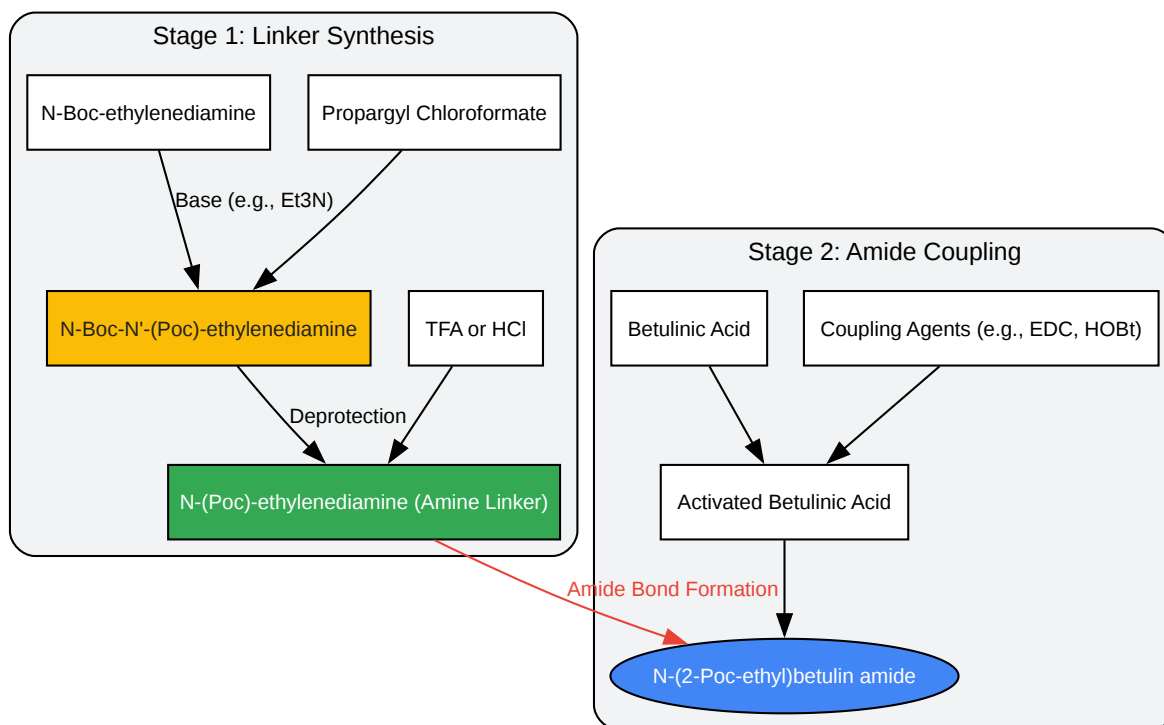 Stage 1: Linker Synthesis
N-Boc-ethylenediamine
Propargyl Chloroformate
Base (e.g., Et3N)
N-Boc-N'-(Poc)-ethylenediamine
TFA or HCl
Deprotection
N-(Poc)-ethylenediamine (Amine Linker)
Stage 2: Amide Coupling
Betulinic Acid
Coupling Agents (e.g., EDC, HOBt)
Activated Betulinic Acid
Amide Bond Formation
N-(2-Poc-ethyl)betulin amide